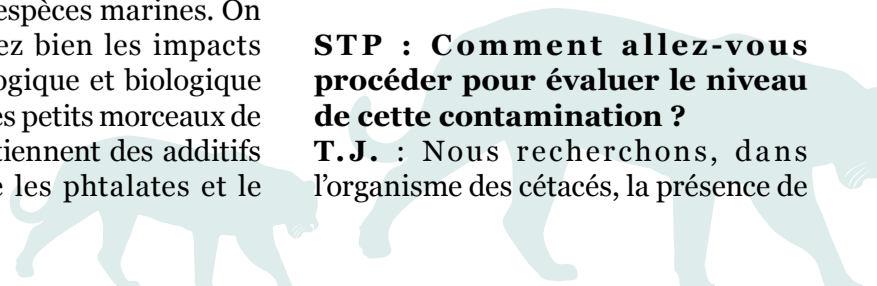 espèces marines. On
ez bien les impacts
ogique et biologique
es petits morceaux de
tiennent des additifs
e les phtalates et le
STP : Comment allez-vous
procéder pour évaluer le niveau
de cette contamination ?
T.J. : Nous recherchons, dans
l’organisme des cétacés, la présence de